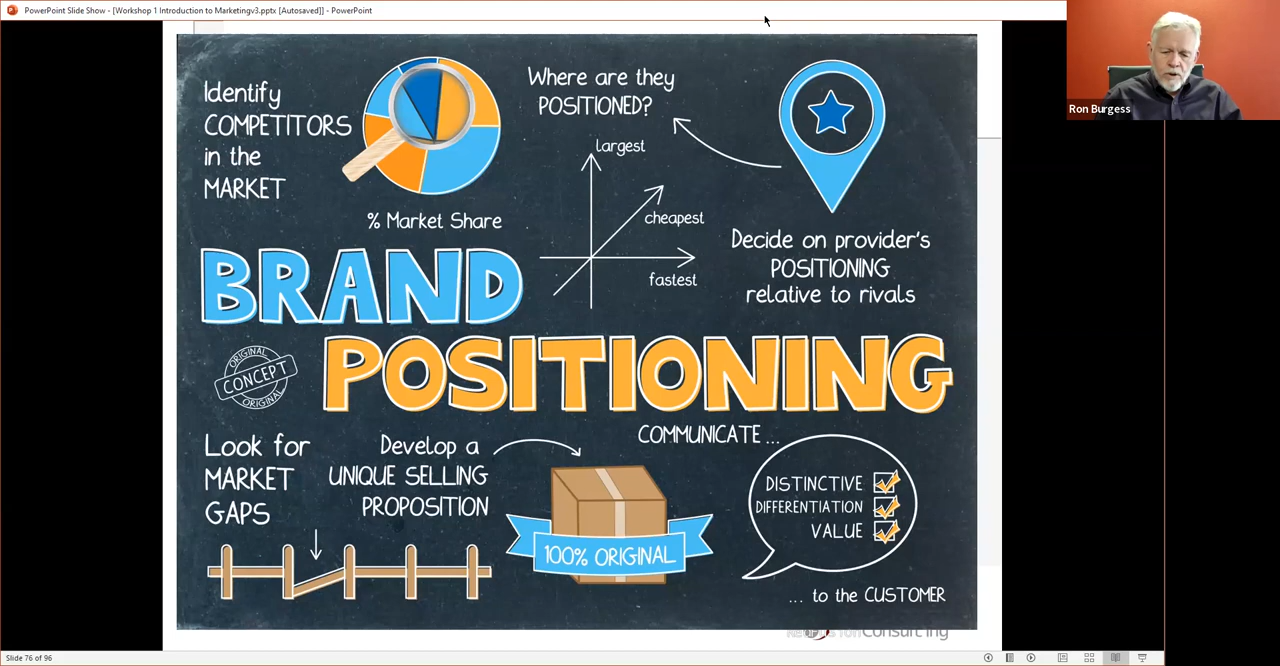 PowerPoint Slide Show - [Workshop 1 Introduction to Marketingv3.pptx [Autosaved]] - PowerPoint
Ron Burgess
Identify
COMPETITORS
in the
MARKET
% Market Share
Where are they
POSITIONED?
largest
cheapest
fastest
Decide on provider's
POSITIONING
relative to rivals
BRAND
POSITIONING
ORIGINAL
CONCEPT
ORIGINAL
Look for
MARKET
GAPS
Develop a
UNIQUE SELLING
PROPOSITION
100% ORIGINAL
COMMUNICATE ...
DISTINCTIVE
DIFFERENTIATION
VALUE
... to the CUSTOMER
Slide 76 of 96